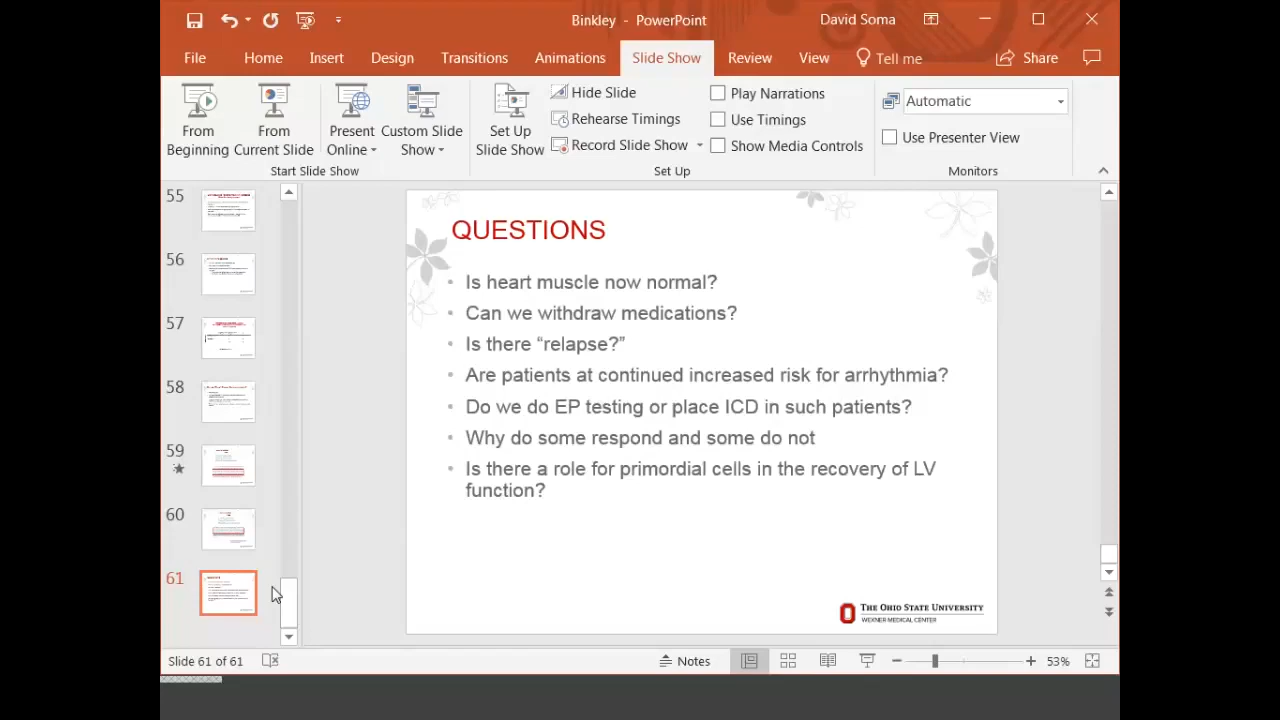 Binkley - PowerPoint
David Soma
File
Home
Insert
Design
Transitions
Animations
Slide Show
Review
View
Tell me
Share
From Beginning
From Current Slide
Present Online
Custom Slide Show
Set Up Slide Show
Hide Slide
Rehearse Timings
Record Slide Show
Play Narrations
Use Timings
Show Media Controls
Automatic
Use Presenter View
Start Slide Show
Set Up
Monitors
55
56
57
58
59
60
61
QUESTIONS
• Is heart muscle now normal?
• Can we withdraw medications?
• Is there “relapse?”
• Are patients at continued increased risk for arrhythmia?
• Do we do EP testing or place ICD in such patients?
• Why do some respond and some do not
• Is there a role for primordial cells in the recovery of LV
function?
THE OHIO STATE UNIVERSITY
WEXNER MEDICAL CENTER
Slide 61 of 61
Notes
53%